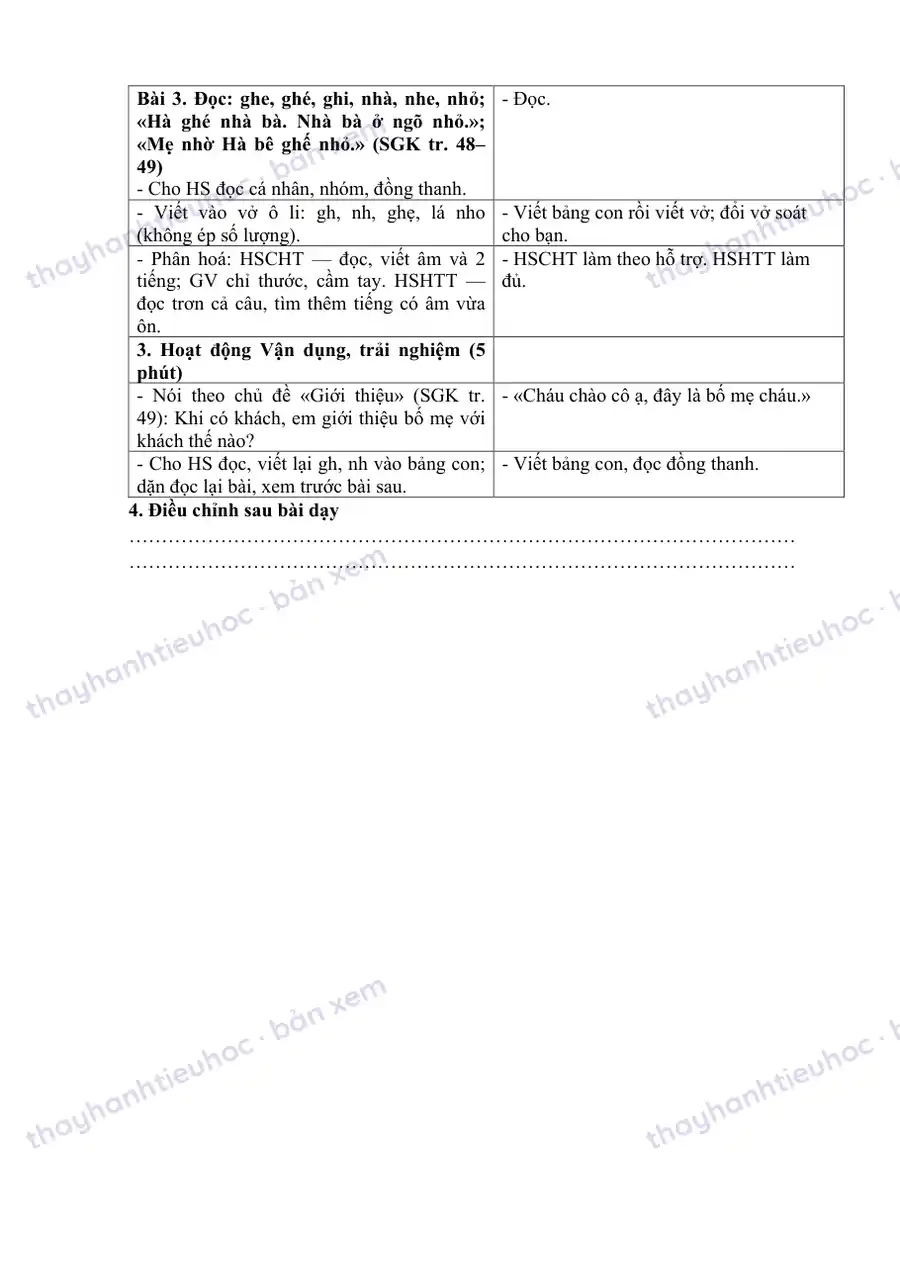 Bài 3. Đọc: ghe, ghé, ghi, nhà, nhe, nhỏ;
«Hà ghé nhà bà. Nhà bà ở ngõ nhỏ.»;
«Mẹ nhờ Hà bê ghế nhỏ.» (SGK tr. 48–
49)
- Cho HS đọc cá nhân, nhóm, đồng thanh.
- Đọc.
- Viết vào vở ô li: gh, nh, ghẹ, lá nho
(không ép số lượng).
- Viết bảng con rồi viết vở; đổi vở soát
cho bạn.
- Phân hoá: HSCHT — đọc, viết âm và 2
tiếng; GV chỉ thước, cầm tay. HSHTT —
đọc trơn cả câu, tìm thêm tiếng có âm vừa
ôn.
- HSCHT làm theo hỗ trợ. HSHTT làm
đủ.
3. Hoạt động Vận dụng, trải nghiệm (5
phút)
- Nói theo chủ đề «Giới thiệu» (SGK tr.
49): Khi có khách, em giới thiệu bố mẹ với
khách thế nào?
- «Cháu chào cô ạ, đây là bố mẹ cháu.»
- Cho HS đọc, viết lại gh, nh vào bảng con;
dặn đọc lại bài, xem trước bài sau.
- Viết bảng con, đọc đồng thanh.
4. Điều chỉnh sau bài dạy
…………………………………………………………………………………………
…………………………………………………………………………………………
thayhanhtieuhoc · bản xem
thayhanhtieuhoc · b
thayhanhtieuhoc · bản xem
thayhanhtieuhoc · b
thayhanhtieuhoc · bản xem
thayhanhtieuhoc · b